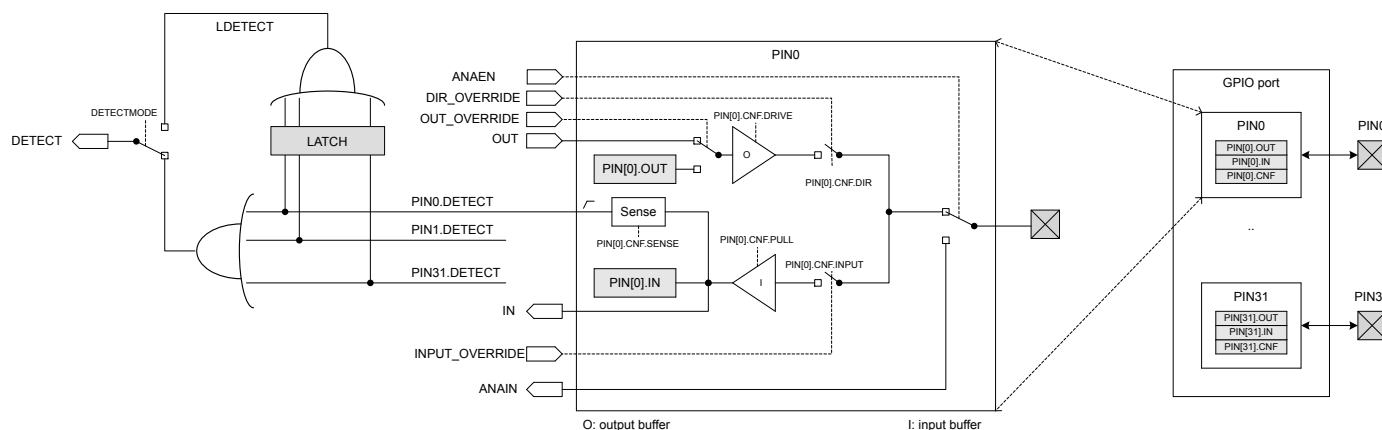 LDETECT
PIN0
GPIO port
ANAEN
DETECTMODE
DIR_OVERRIDE
OUT_OVERRIDE
PIN[0].CNF.DRIVE
PIN0
DETECT
LATCH
OUT
O
PIN[0].OUT
PIN[0].IN
PIN[0].CNF
PIN[0].OUT
PIN[0].CNF.DIR
PIN0.DETECT
Sense
PIN1.DETECT
PIN[0].CNF.SENSE
PIN[0].CNF.PULL
..
PIN[0].CNF.INPUT
PIN31.DETECT
PIN[0].IN
I
PIN31
IN
PIN[31].OUT
PIN[31].IN
PIN[31].CNF
INPUT_OVERRIDE
ANAIN
O: output buffer
I: input buffer